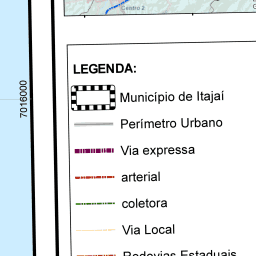 Centro 2
LEGENDA:
Município de Itajaí
Perímetro Urbano
Via expressa
arterial
coletora
Via Local
Rodovias Estaduais
7016000